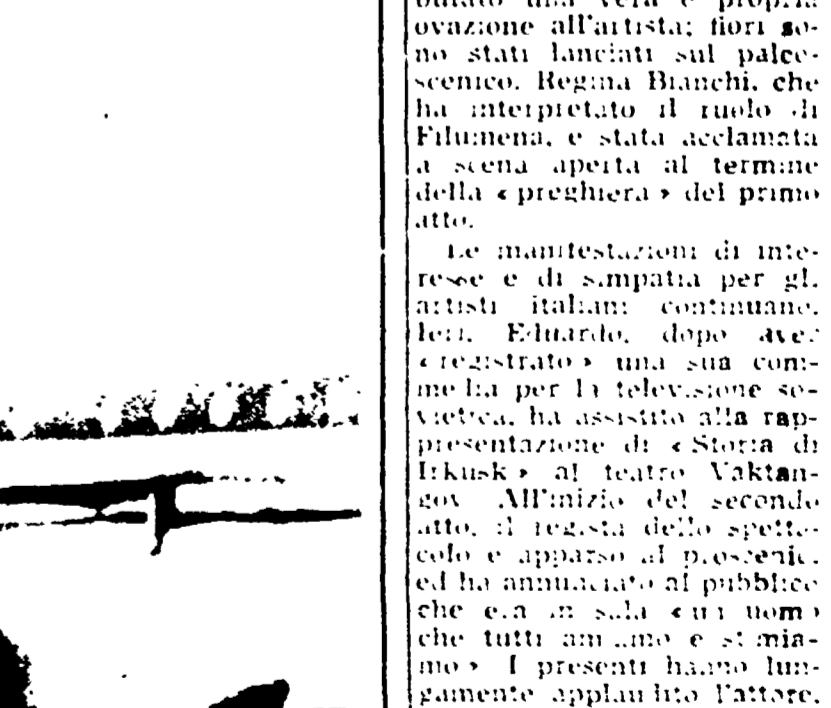 butato una vera e propria
ovazione all'artista; fiori so-
no stati lanciati sul palco-
scenico. Regina Bianchi, che
ha interpretato il ruolo di
Filumena, e stata acclamata
a scena aperta al termine
della « preghiera » del primo
atto.
Le manifestazioni di inte-
resse e di simpatia per gli
artisti italiani continuano.
Ieri, Eduardo, dopo aver
« registrato » una sua com-
media per la televisione so-
vietica, ha assistito alla rap-
presentazione di « Storia di
Irkusk » al teatro Vaktan-
gov. All'inizio del secondo
atto, il regista dello spetta-
colo e apparso al proscenio
ed ha annunciato al pubblico
che era in sala « un uomo
che tutti amiamo e stimia-
mo ». I presenti hanno lun-
gamente applaudito l'attore,